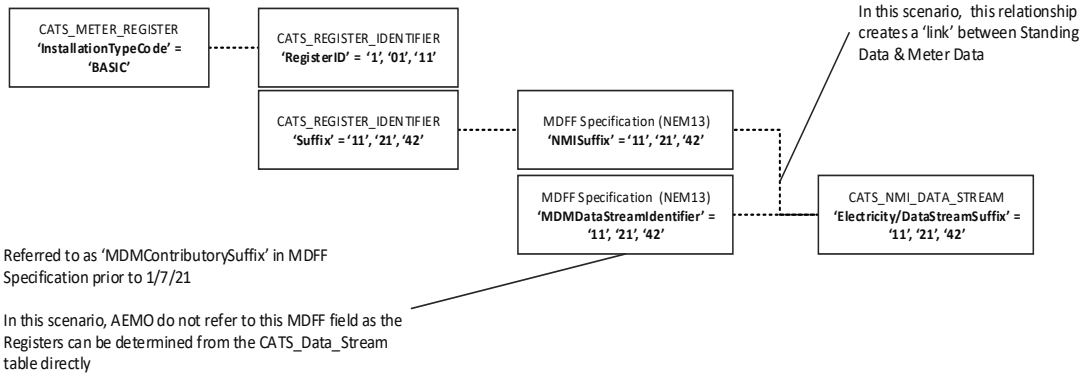 CATS_METER_REGISTER
‘InstallationTypeCode’ =
‘BASIC’
CATS_REGISTER_IDENTIFIER
‘RegisterID’ = ‘1’, ‘01’, ‘11’
CATS_REGISTER_IDENTIFIER
‘Suffix’ = ‘11’, ‘21’, ‘42’
MDFF Specification (NEM13)
‘NMISuffix’ = ‘11’, ‘21’, ‘42’
MDFF Specification (NEM13)
‘MDMDataStreamIdentifier’ =
‘11’, ‘21’, ‘42’
CATS_NMI_DATA_STREAM
‘Electricity/DataStreamSuffix’ =
‘11’, ‘21’, ‘42’
In this scenario, this relationship
creates a ‘link’ between Standing
Data & Meter Data
Referred to as ‘MDMContributorySuffix’ in MDFF
Specification prior to 1/7/21
In this scenario, AEMO do not refer to this MDFF field as the
Registers can be determined from the CATS_Data_Stream
table directly